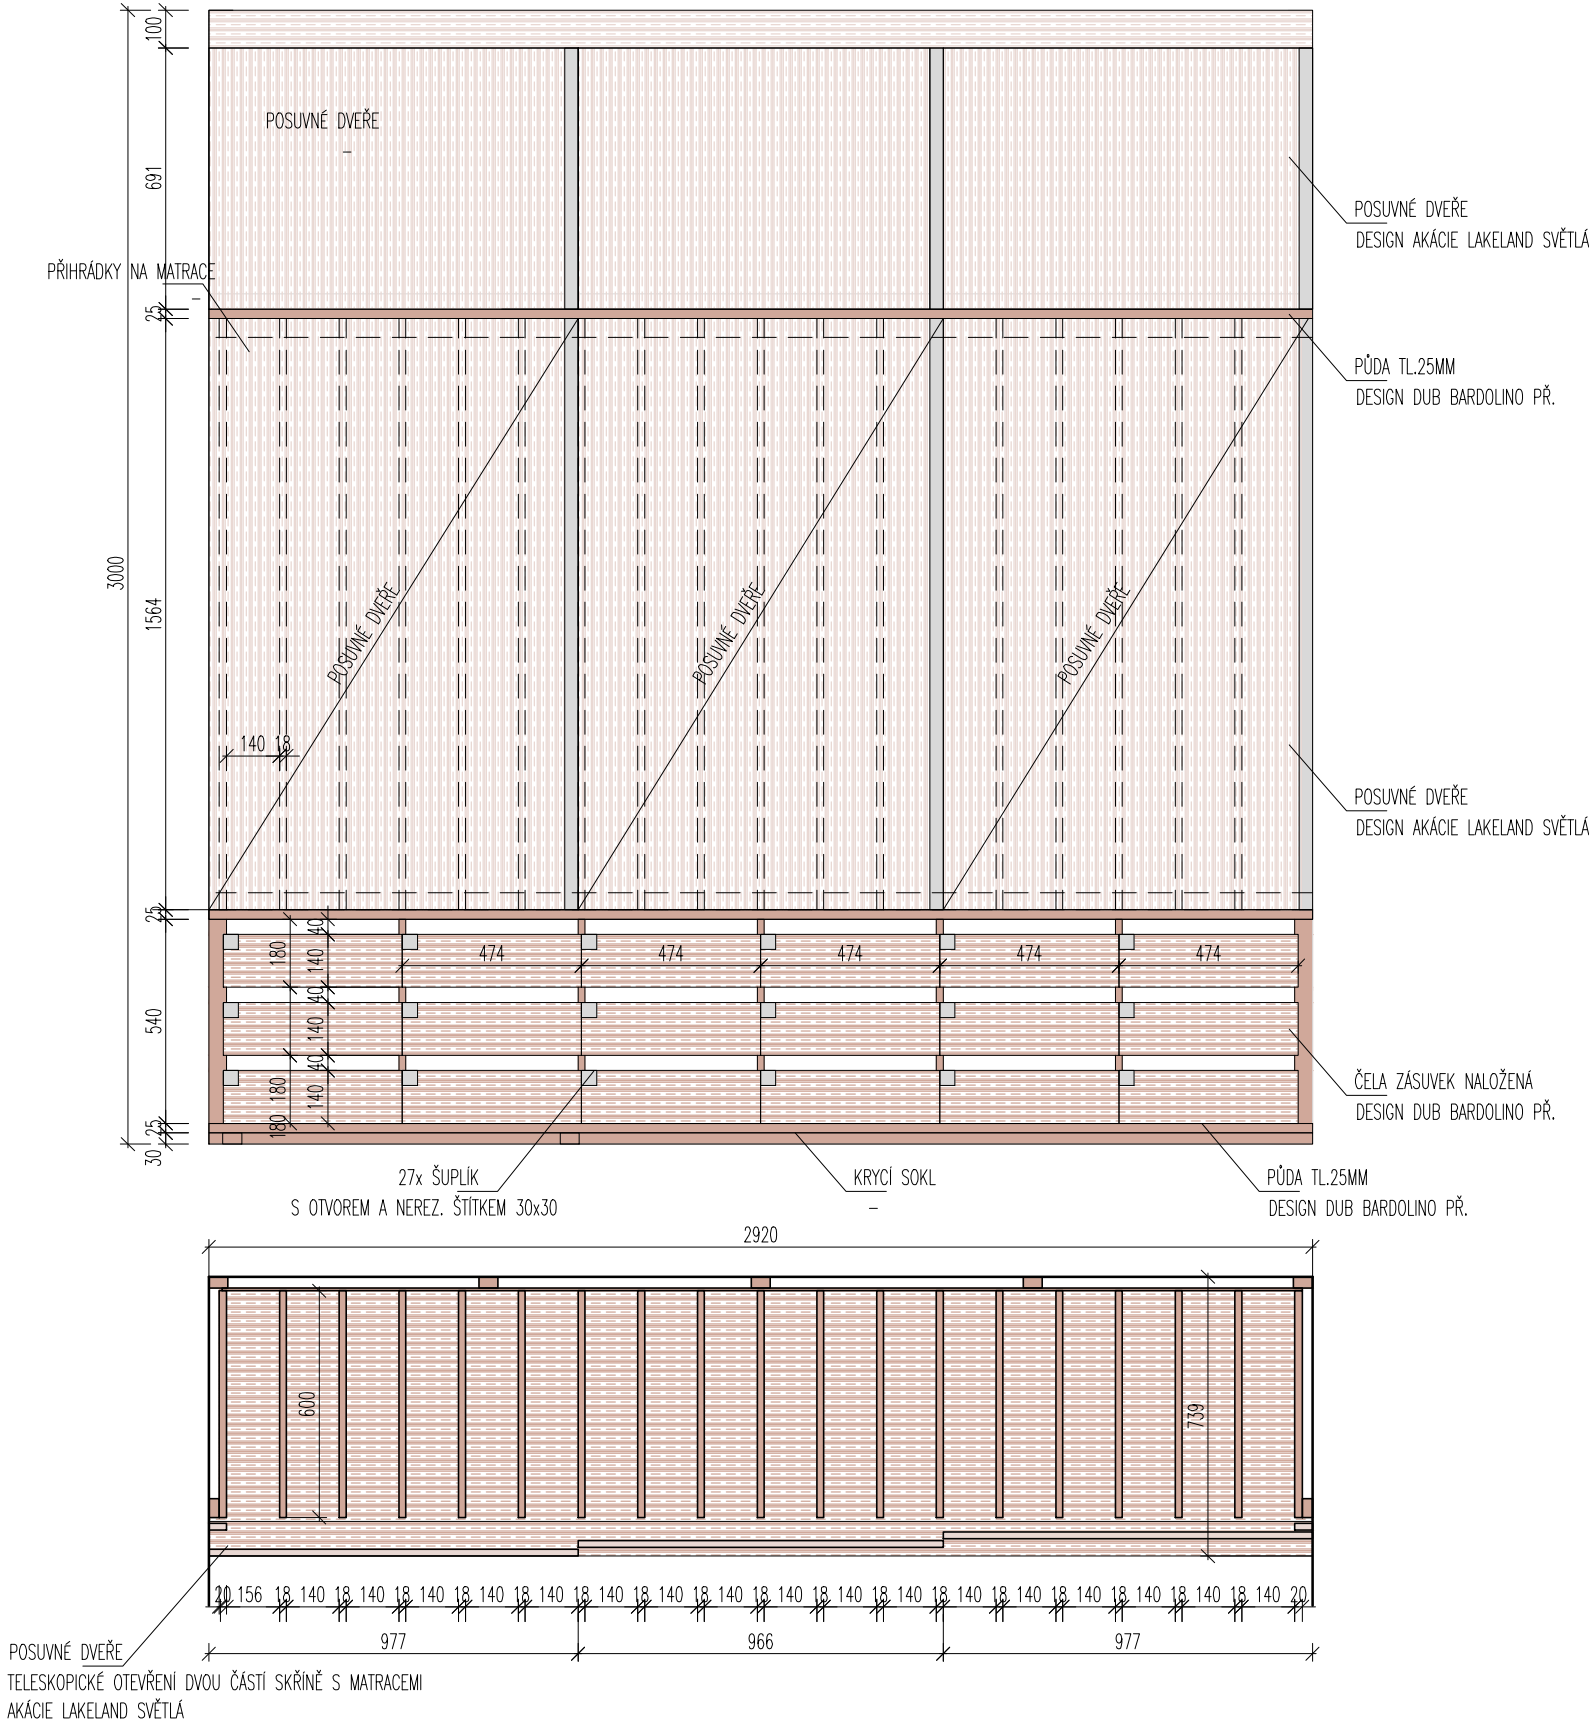 100
POSUVNÉ DVEŘE
–
691
POSUVNÉ DVEŘE
DESIGN AKÁCIE LAKELAND SVĚTLÁ
PŘIHRÁDKY NA MATRACE
–
25
PŮDA TL.25MM
DESIGN DUB BARDOLINO PŘ.
3000
1564
POSUVNÉ DVEŘE
POSUVNÉ DVEŘE
POSUVNÉ DVEŘE
140 18
POSUVNÉ DVEŘE
DESIGN AKÁCIE LAKELAND SVĚTLÁ
25
40
180
140
474 474 474 474 474
40
540
140
40
180
140
180
ČELA ZÁSUVEK NALOŽENÁ
DESIGN DUB BARDOLINO PŘ.
25
30
27x ŠUPLÍK
S OTVOREM A NEREZ. ŠTÍTKEM 30x30
KRYCÍ SOKL
–
PŮDA TL.25MM
DESIGN DUB BARDOLINO PŘ.
2920
600
739
20 156 18 140 18 140 18 140 18 140 18 140 18 140 18 140 18 140 18 140 18 140 18 140 18 140 18 140 18 140 18 140 18 140 18 140 20
977 966 977
POSUVNÉ DVEŘE
TELESKOPICKÉ OTEVŘENÍ DVOU ČÁSTÍ SKŘÍNĚ S MATRACEMI
AKÁCIE LAKELAND SVĚTLÁ